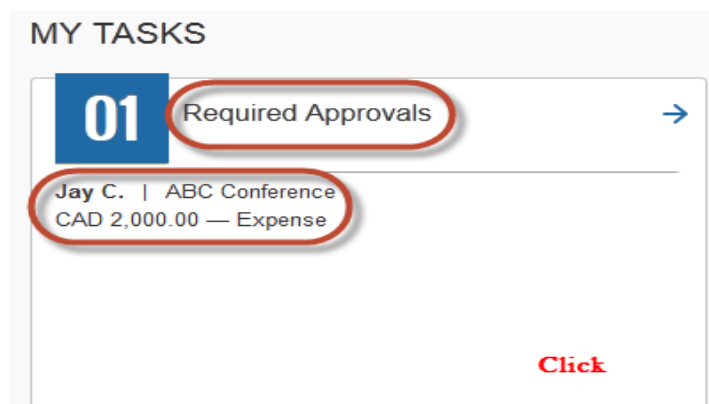 MY TASKS
01 Required Approvals
Jay C. | ABC Conference
CAD 2,000.00 — Expense
Click